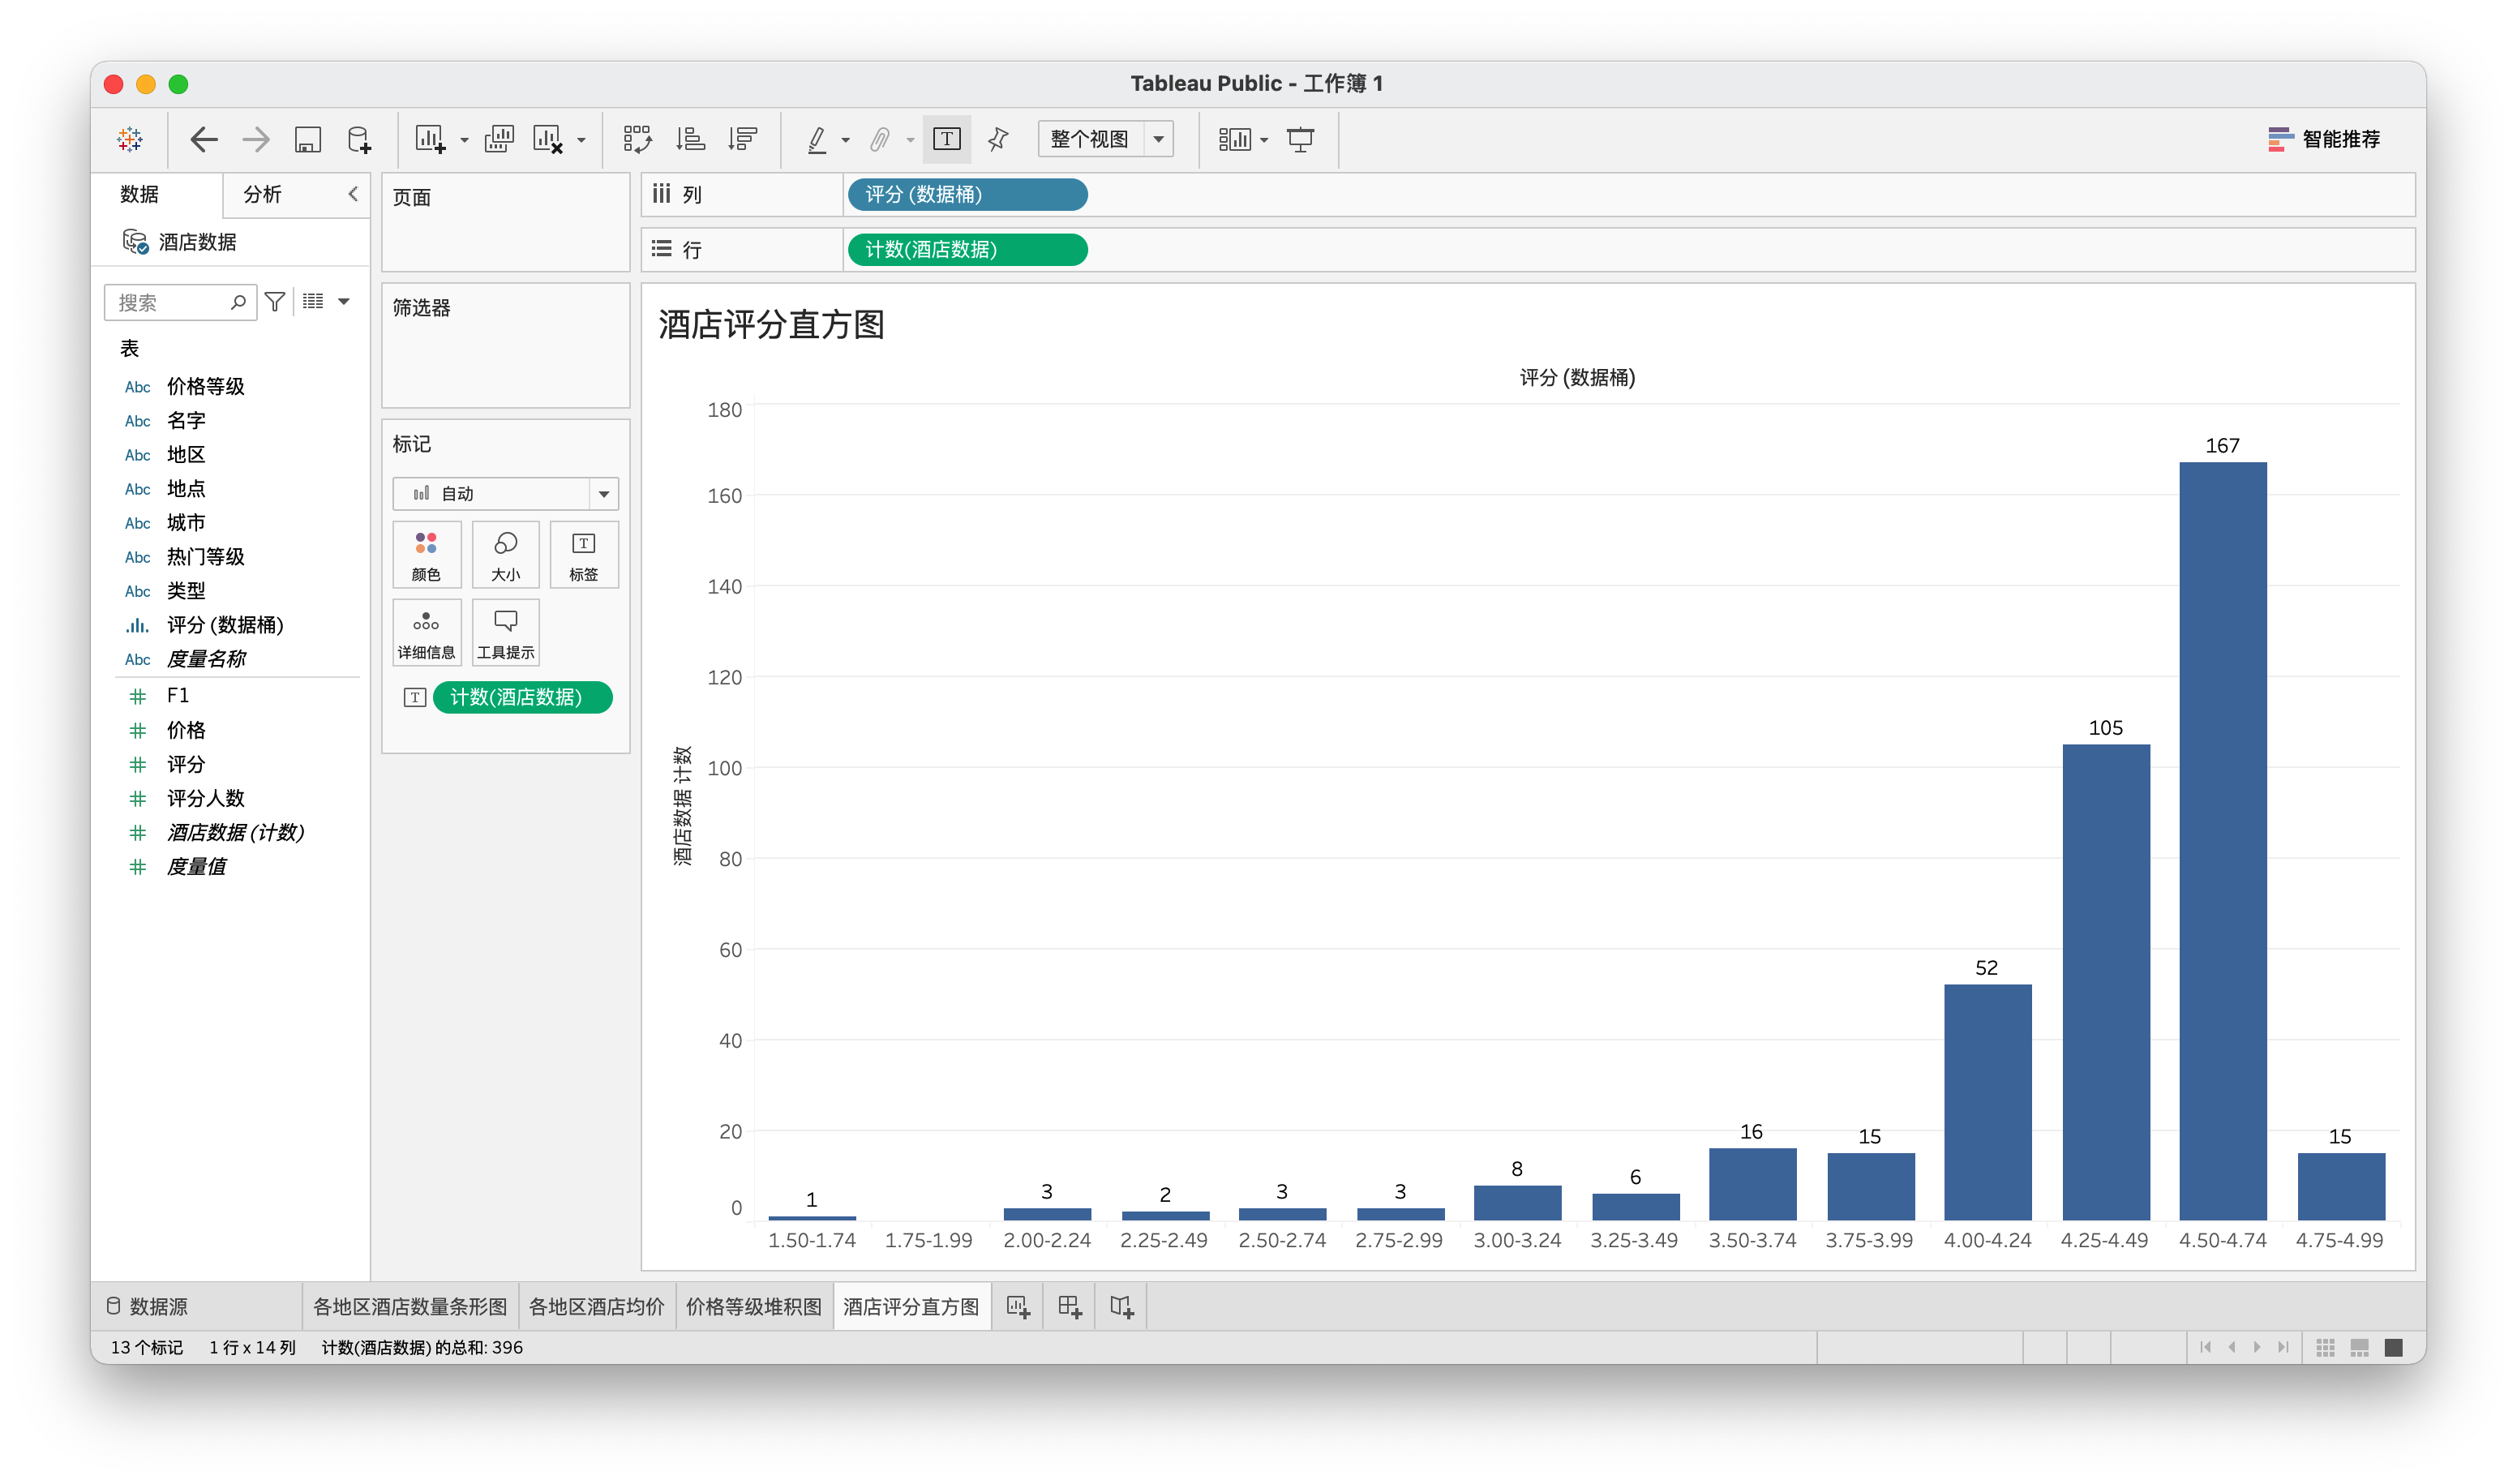 Tableau Public - 工作簿 1
整个视图
智能推荐
数据
分析
酒店数据
搜索
表
Abc 价格等级
Abc 名字
Abc 地区
Abc 地点
Abc 城市
Abc 热门等级
Abc 类型
评分 (数据桶)
Abc 度量名称
F1
价格
评分
评分人数
酒店数据 (计数)
度量值
页面
筛选器
标记
自动
颜色
大小
T
标签
详细信息
工具提示
T 计数(酒店数据)
列
评分 (数据桶)
行
计数(酒店数据)
酒店评分直方图
评分 (数据桶)
酒店数据 计数
180
160
140
120
100
80
60
40
20
0
1
3
2
3
3
8
6
16
15
52
105
167
15
1.50-1.74 1.75-1.99 2.00-2.24 2.25-2.49 2.50-2.74 2.75-2.99 3.00-3.24 3.25-3.49 3.50-3.74 3.75-3.99 4.00-4.24 4.25-4.49 4.50-4.74 4.75-4.99
数据源 各地区酒店数量条形图 各地区酒店均价 价格等级堆积图 酒店评分直方图
13 个标记 1 行 x 14 列 计数(酒店数据) 的总和: 396